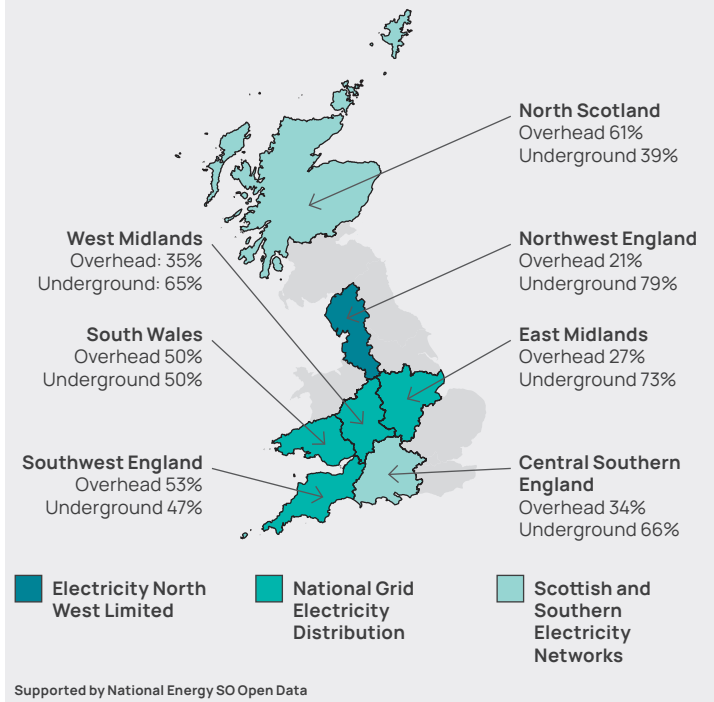 North Scotland
Overhead 61%
Underground 39%
West Midlands
Overhead: 35%
Underground: 65%
Northwest England
Overhead 21%
Underground 79%
South Wales
Overhead 50%
Underground 50%
East Midlands
Overhead 27%
Underground 73%
Southwest England
Overhead 53%
Underground 47%
Central Southern
England
Overhead 34%
Underground 66%
Electricity North
West Limited
National Grid
Electricity
Distribution
Scottish and
Southern
Electricity
Networks
Supported by National Energy SO Open Data